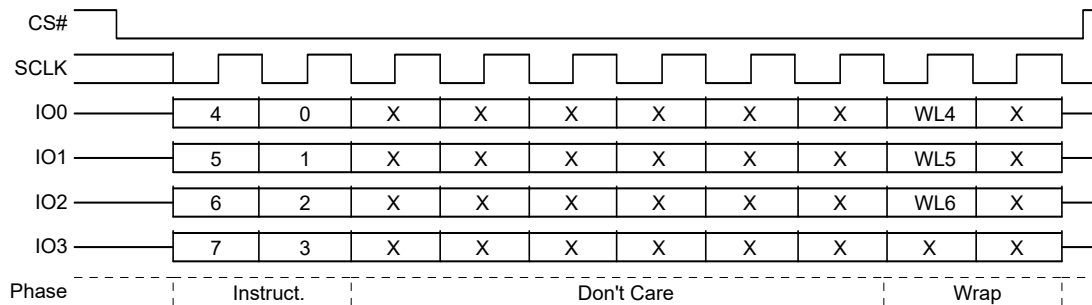 CS#
SCLK
IO0 4 0 X X X X X X WL4 X
IO1 5 1 X X X X X X WL5 X
IO2 6 2 X X X X X X WL6 X
IO3 7 3 X X X X X X X X
Phase Instruct. Don't Care Wrap